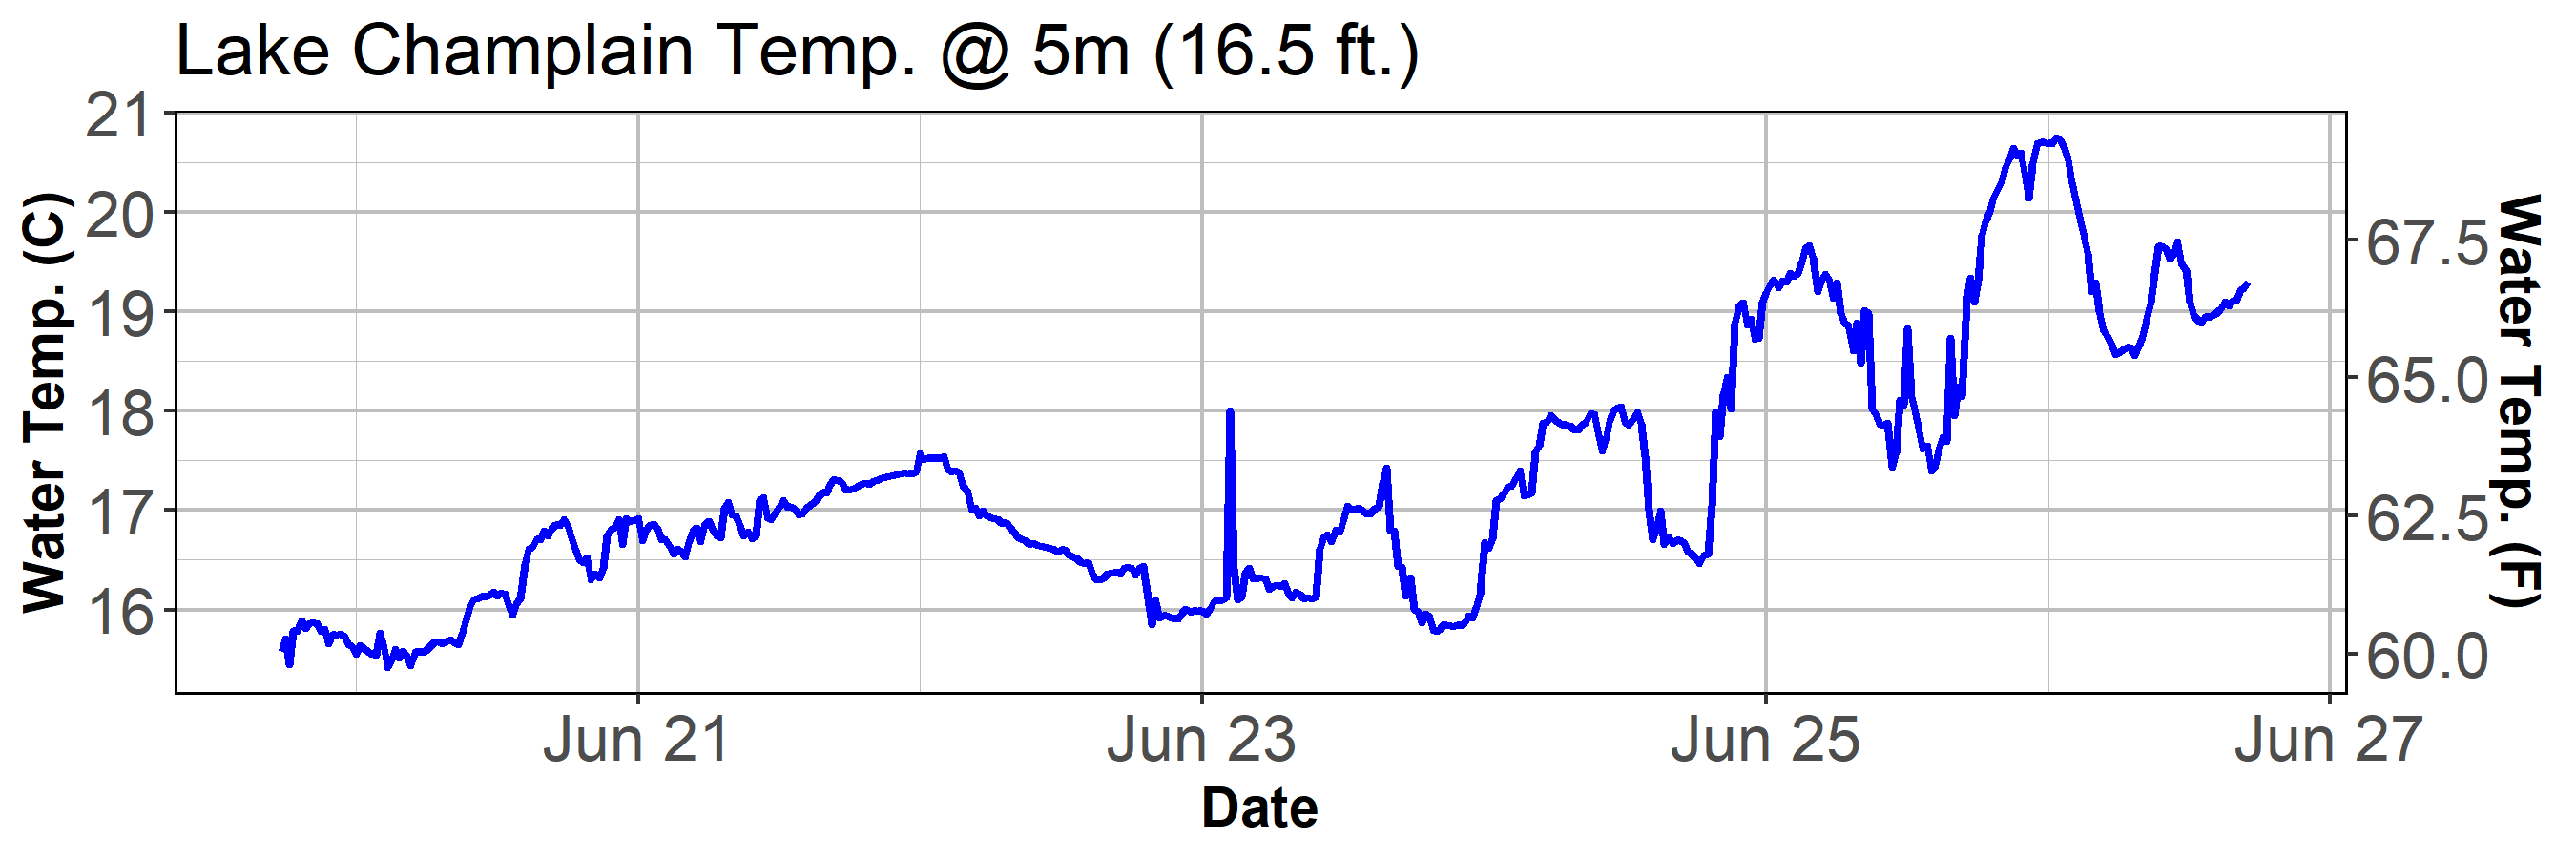 Lake Champlain Temp. @ 5m (16.5 ft.)
Water Temp. (C)
21
20
19
18
17
16
67.5
65.0
62.5
60.0
Water Temp. (F)
Jun 21 Jun 23 Jun 25 Jun 27
Date